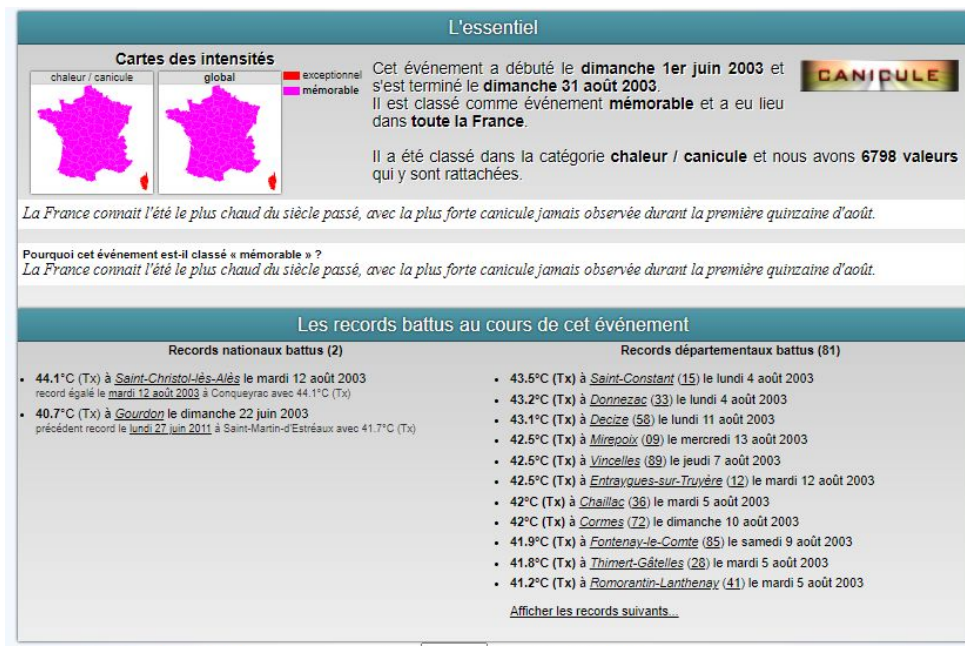 L'essentiel
Cartes des intensités
chaleur / canicule
global
exceptionnel
mémorable
Cet événement a débuté le dimanche 1er juin 2003 et
s'est terminé le dimanche 31 août 2003.
Il est classé comme événement mémorable et a eu lieu
dans toute la France.
CANICULE
Il a été classé dans la catégorie chaleur / canicule et nous avons 6798 valeurs
qui y sont rattachées.
La France connait l'été le plus chaud du siècle passé, avec la plus forte canicule jamais observée durant la première quinzaine d'août.
Pourquoi cet événement est-il classé « mémorable » ?
La France connait l'été le plus chaud du siècle passé, avec la plus forte canicule jamais observée durant la première quinzaine d'août.
Les records battus au cours de cet événement
Records nationaux battus (2)
• 44.1°C (Tx) à Saint-Christol-lès-Alès le mardi 12 août 2003
record égalé le mardi 12 août 2003 à Conqueyrac avec 44.1°C (Tx)
• 40.7°C (Tx) à Gourdon le dimanche 22 juin 2003
précédent record le lundi 27 juin 2011 à Saint-Martin-d'Estréaux avec 41.7°C (Tx)
Records départementaux battus (81)
• 43.5°C (Tx) à Saint-Constant (15) le lundi 4 août 2003
• 43.2°C (Tx) à Donnezac (33) le lundi 4 août 2003
• 43.1°C (Tx) à Decize (58) le lundi 11 août 2003
• 42.5°C (Tx) à Mirepoix (09) le mercredi 13 août 2003
• 42.5°C (Tx) à Vincelles (89) le jeudi 7 août 2003
• 42.5°C (Tx) à Entraygues-sur-Truyère (12) le mardi 12 août 2003
• 42°C (Tx) à Chaillac (36) le mardi 5 août 2003
• 42°C (Tx) à Cormes (72) le dimanche 10 août 2003
• 41.9°C (Tx) à Fontenay-le-Comte (85) le samedi 9 août 2003
• 41.8°C (Tx) à Thimert-Gâtelles (28) le mardi 5 août 2003
• 41.2°C (Tx) à Romorantin-Lanthenay (41) le mardi 5 août 2003
Afficher les records suivants...